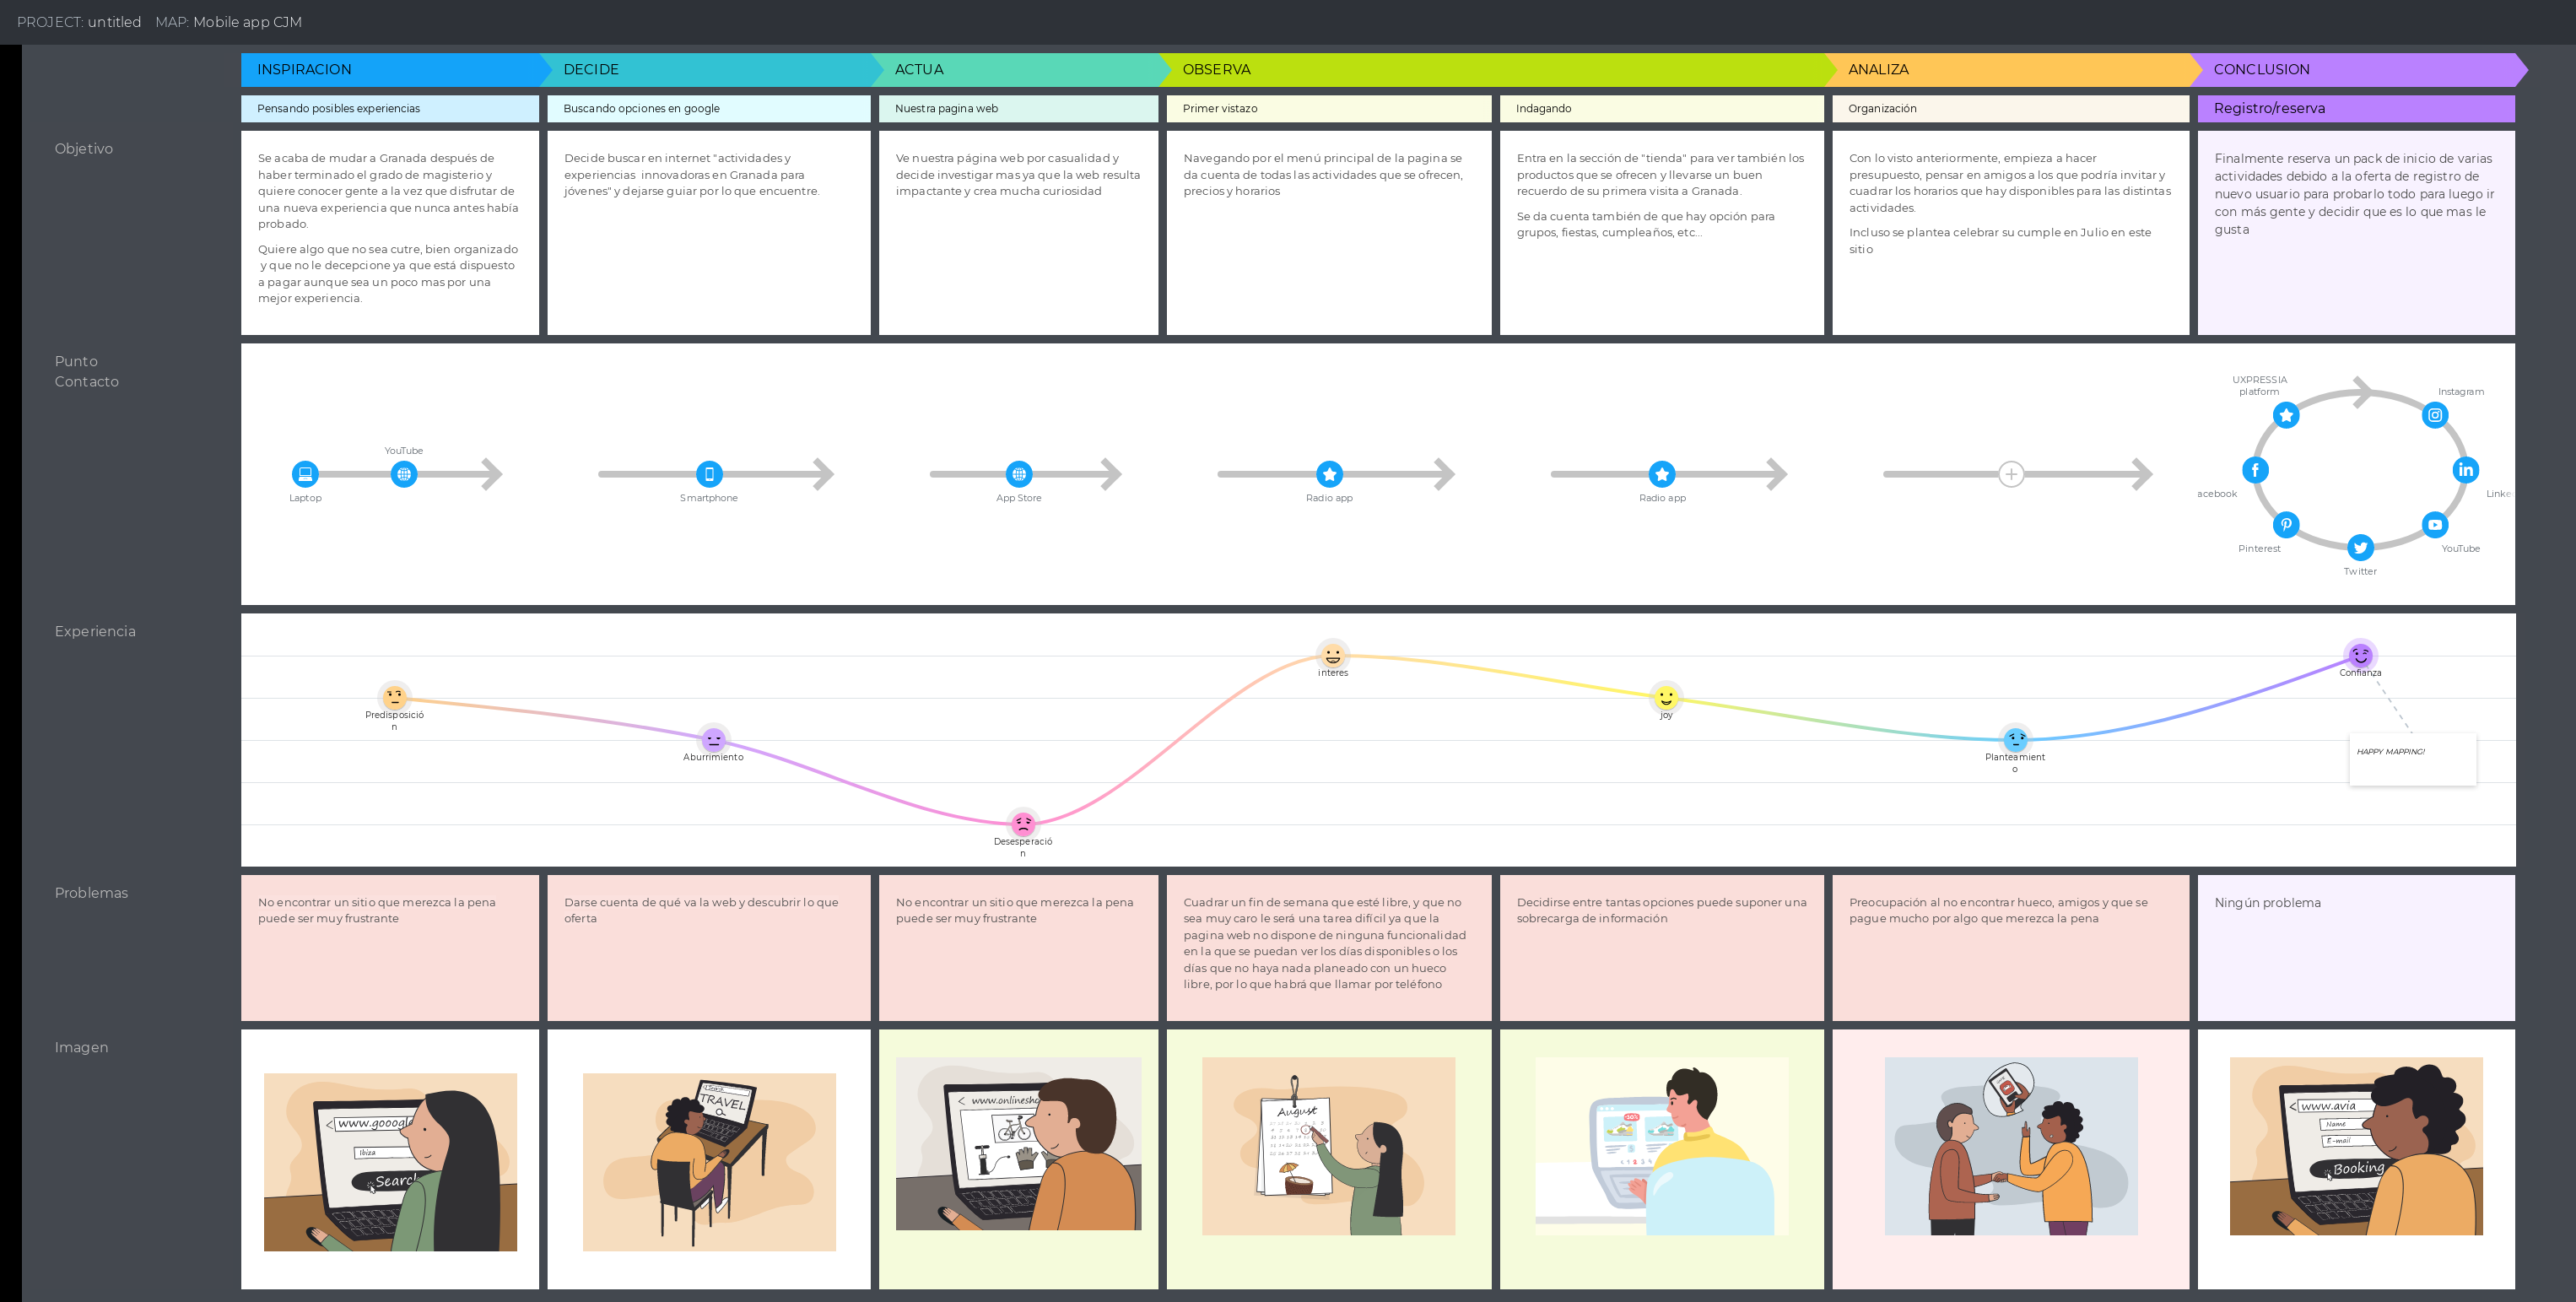 PROJECT: untitled MAP: Mobile app CJM
INSPIRACION
DECIDE
ACTUA
OBSERVA
ANALIZA
CONCLUSION
Pensando posibles experiencias
Buscando opciones en google
Nuestra pagina web
Primer vistazo
Indagando
Organización
Registro/reserva
Objetivo
Se acaba de mudar a Granada después de
haber terminado el grado de magisterio y
quiere conocer gente a la vez que disfrutar de
una nueva experiencia que nunca antes había
probado.
Quiere algo que no sea cutre, bien organizado
y que no le decepcione ya que está dispuesto
a pagar aunque sea un poco mas por una
mejor experiencia.
Decide buscar en internet "actividades y
experiencias innovadoras en Granada para
jóvenes" y dejarse guiar por lo que encuentre.
Ve nuestra página web por casualidad y
decide investigar mas ya que la web resulta
impactante y crea mucha curiosidad
Navegando por el menú principal de la pagina se
da cuenta de todas las actividades que se ofrecen,
precios y horarios
Entra en la sección de "tienda" para ver también los
productos que se ofrecen y llevarse un buen
recuerdo de su primera visita a Granada.
Se da cuenta también de que hay opción para
grupos, fiestas, cumpleaños, etc...
Con lo visto anteriormente, empieza a hacer
presupuesto, pensar en amigos a los que podría invitar y
cuadrar los horarios que hay disponibles para las distintas
actividades.
Incluso se plantea celebrar su cumple en Julio en este
sitio
Finalmente reserva un pack de inicio de varias
actividades debido a la oferta de registro de
nuevo usuario para probarlo todo para luego ir
con más gente y decidir que es lo que mas le
gusta
Punto
Contacto
Laptop
YouTube
Smartphone
App Store
Radio app
Radio app
UXPRESSIA
platform
Instagram
acebook
Linke
Pinterest
YouTube
Twitter
Experiencia
Predisposició
n
Aburrimiento
Desesperació
n
interes
joy
Planteamient
o
Confianza
HAPPY MAPPING!
Problemas
No encontrar un sitio que merezca la pena
puede ser muy frustrante
Darse cuenta de qué va la web y descubrir lo que
oferta
No encontrar un sitio que merezca la pena
puede ser muy frustrante
Cuadrar un fin de semana que esté libre, y que no
sea muy caro le será una tarea difícil ya que la
pagina web no dispone de ninguna funcionalidad
en la que se puedan ver los días disponibles o los
días que no haya nada planeado con un hueco
libre, por lo que habrá que llamar por teléfono
Decidirse entre tantas opciones puede suponer una
sobrecarga de información
Preocupación al no encontrar hueco, amigos y que se
pague mucho por algo que merezca la pena
Ningún problema
Imagen
< www.gooogle
Ibiza
Search
Search
TRAVEL
< www.onlinesho
August
-50%
< www.avia
Name
E-mail
Booking